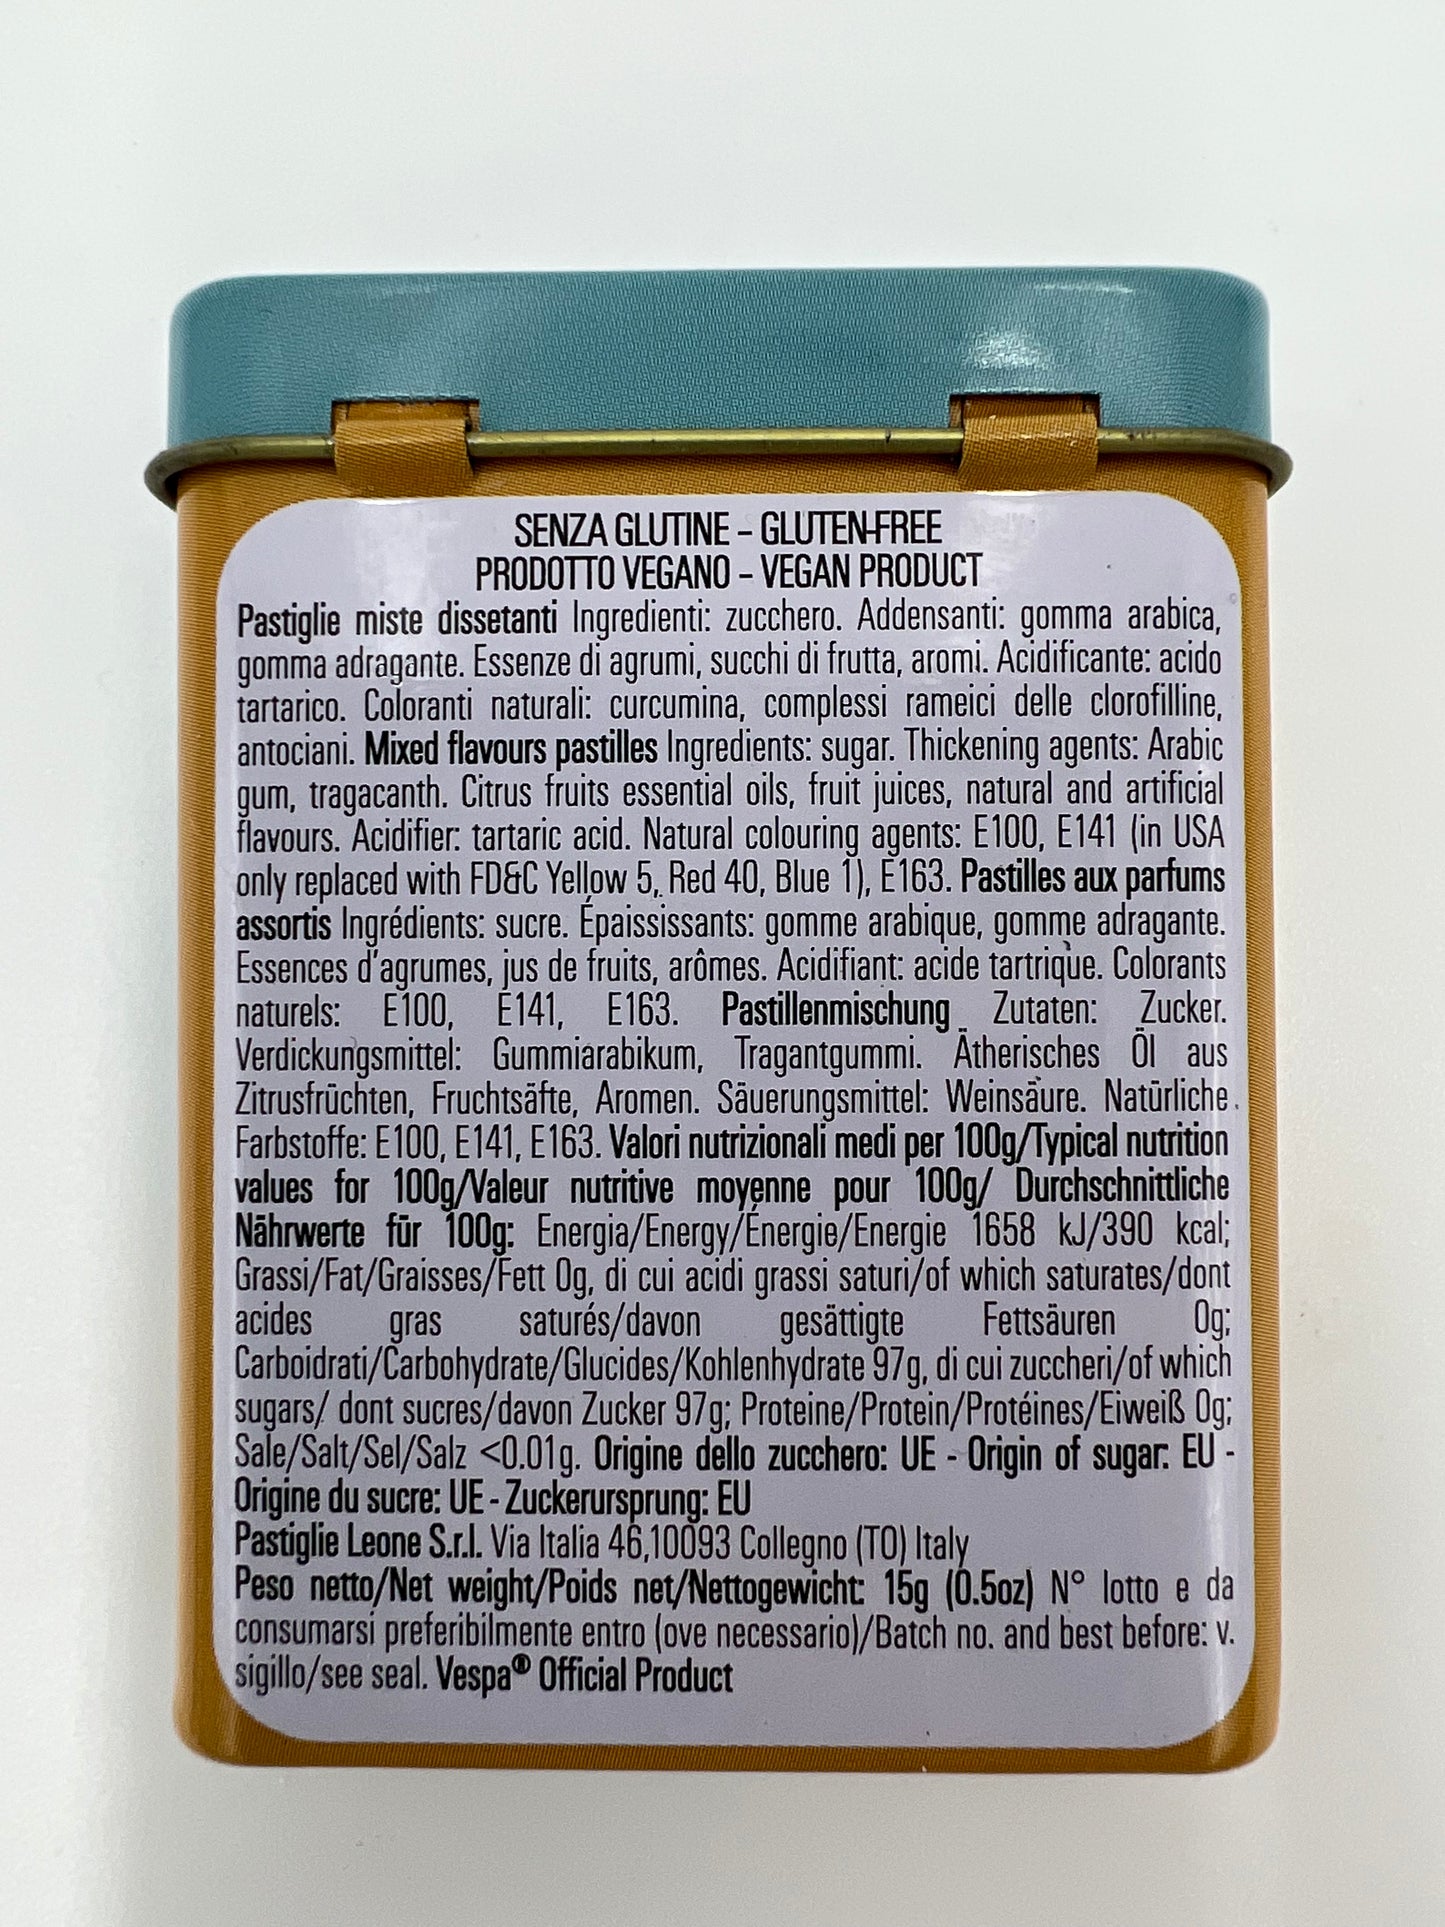 SENZA GLUTINE – GLUTEN-FREE
PRODOTTO VEGANO – VEGAN PRODUCT
Pastiglie miste dissetanti Ingredienti: zucchero. Addensanti: gomma arabica,
gomma adragante. Essenze di agrumi, succhi di frutta, aromi. Acidificante: acido
tartarico. Coloranti naturali: curcumina, complessi rameici delle clorofilline,
antociani. Mixed flavours pastilles Ingredients: sugar. Thickening agents: Arabic
gum, tragacanth. Citrus fruits essential oils, fruit juices, natural and artificial
flavours. Acidifier: tartaric acid. Natural colouring agents: E100, E141 (in USA
only replaced with FD&C Yellow 5, Red 40, Blue 1), E163. Pastilles aux parfums
assortis Ingrédients: sucre. Épaississants: gomme arabique, gomme adragante.
Essences d'agrumes, jus de fruits, arômes. Acidifiant: acide tartrique. Colorants
naturels: E100, E141, E163. Pastillenmischung Zutaten: Zucker.
Verdickungsmittel: Gummiarabikum, Tragantgummi. Ätherisches Öl aus
Zitrusfrüchten, Fruchtsäfte, Aromen. Säuerungsmittel: Weinsäure. Natürliche
Farbstoffe: E100, E141, E163. Valori nutrizionali medi per 100g/Typical nutrition
values for 100g/Valeur nutritive moyenne pour 100g/ Durchschnittliche
Nährwerte für 100g: Energia/Energy/Énergie/Energie 1658 kJ/390 kcal;
Grassi/Fat/Graisses/Fett 0g, di cui acidi grassi saturi/of which saturates/dont
acides gras saturés/davon gesättigte Fettsäuren 0g;
Carboidrati/Carbohydrate/Glucides/Kohlenhydrate 97g, di cui zuccheri/of which
sugars/ dont sucres/davon Zucker 97g; Proteine/Protein/Protéines/Eiweiß 0g;
Sale/Salt/Sel/Salz <0.01g. Origine dello zucchero: UE - Origin of sugar: EU -
Origine du sucre: UE - Zuckerursprung: EU
Pastiglie Leone S.r.l. Via Italia 46,10093 Collegno (TO) Italy
Peso netto/Net weight/Poids net/Nettogewicht: 15g (0.5oz) N° lotto e da
consumarsi preferibilmente entro (ove necessario)/Batch no. and best before: v.
sigillo/see seal. Vespa® Official Product